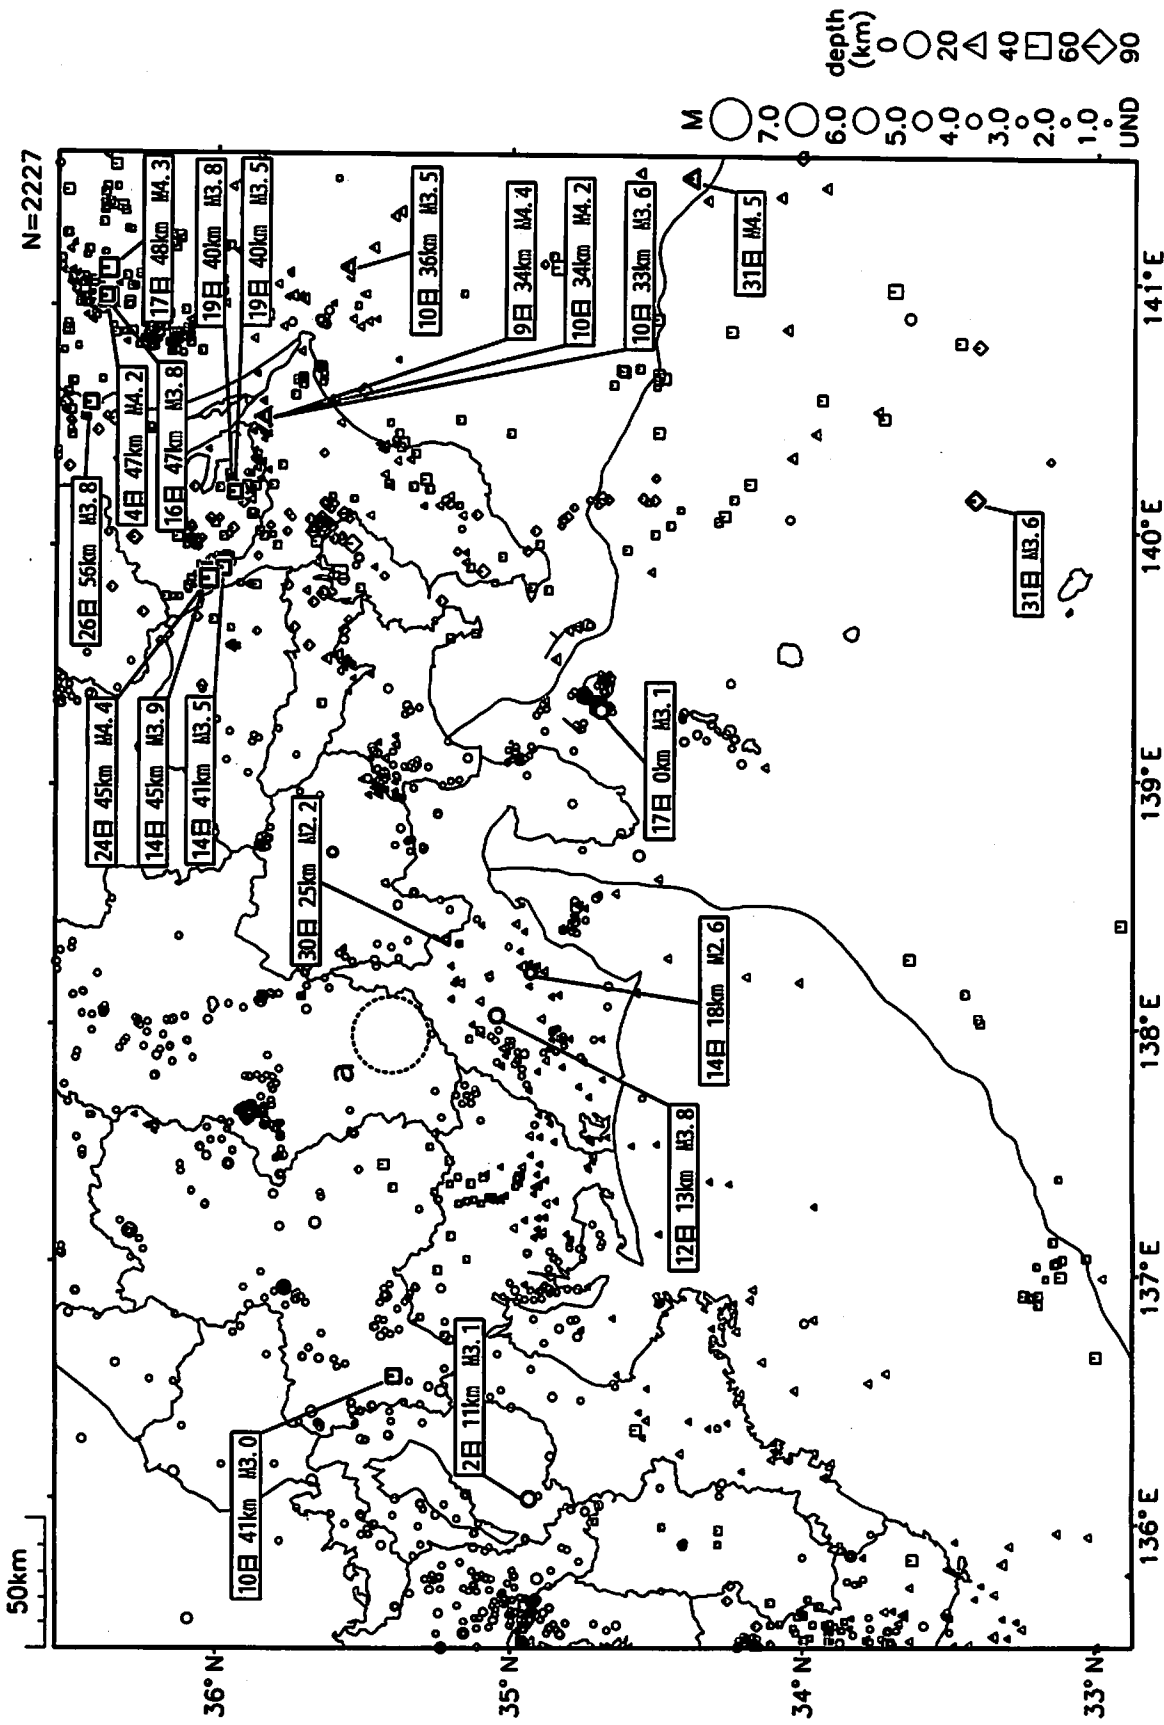 N=2227
50km
26日 56km M3.8
4日 47km M4.2
16日 47km M3.8
17日 48km M4.3
19日 40km M3.8
19日 40km M3.5
10日 36km M3.5
9日 34km M4.4
10日 34km M4.2
10日 33km M3.6
31日 M4.5
24日 45km M4.4
14日 45km M3.9
14日 41km M3.5
30日 25km M2.2
17日 0km M3.1
31日 M3.6
a
14日 18km M2.6
12日 13km M3.8
10日 41km M3.0
2日 11km M3.1
36°N
35°N
34°N
33°N
136°E
137°E
138°E
139°E
140°E
141°E
M
7.0
6.0
5.0
4.0
3.0
2.0
1.0
UND
depth
(km)
0
20
40
60
90